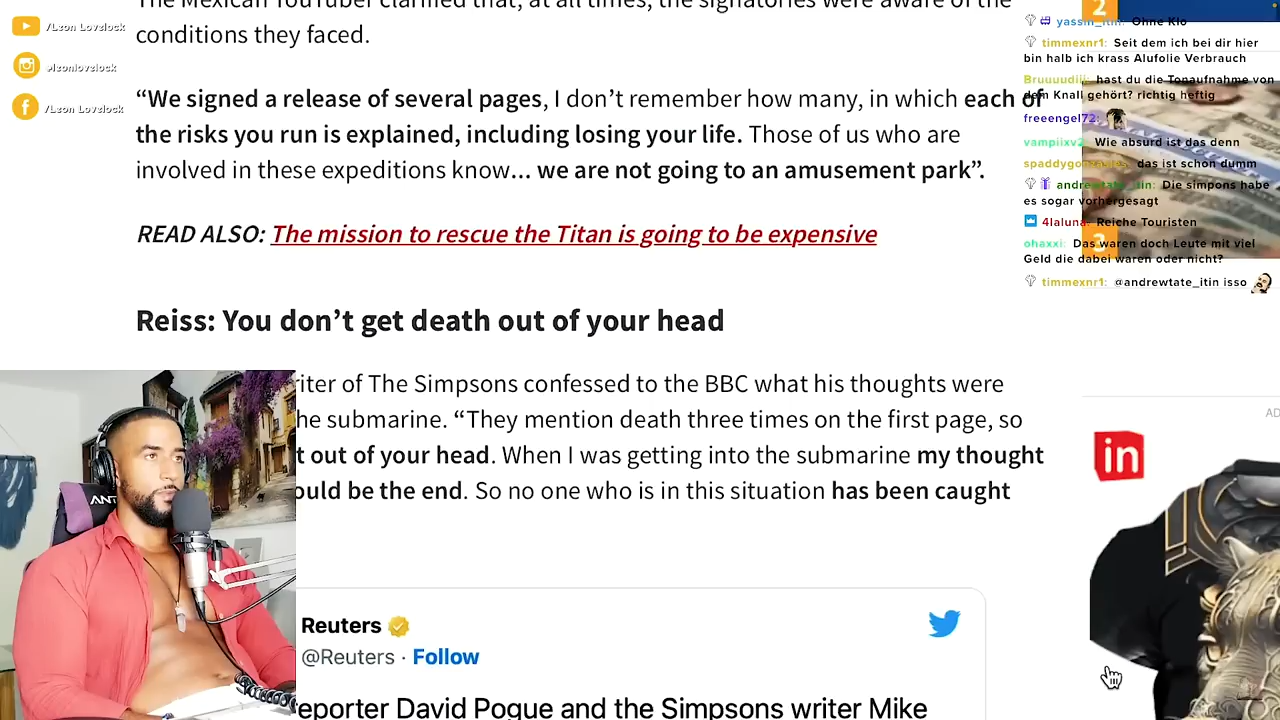 /Leon Lovelock
#leonlovelock
/Leon Lovelock
The Mexican YouTuber clarified that, at all times, the signatories were aware of the
conditions they faced.
“We signed a release of several pages, I don’t remember how many, in which each of
the risks you run is explained, including losing your life. Those of us who are
involved in these expeditions know... we are not going to an amusement park”.
READ ALSO: The mission to rescue the Titan is going to be expensive
Reiss: You don’t get death out of your head
riter of The Simpsons confessed to the BBC what his thoughts were
he submarine. “They mention death three times on the first page, so
t out of your head. When I was getting into the submarine my thought
ould be the end. So no one who is in this situation has been caught
Reuters
@Reuters · Follow
eporter David Pogue and the Simpsons writer Mike
2
yassin_itin: Ohne Klo
timmexnr1: Seit dem ich bei dir hier
bin halb ich krass Alufolie Verbrauch
Bruuuudiii: hast du die Tonaufnahme von
dem Knall gehört? richtig heftig
freeengel72:
vampiixv2: Wie absurd ist das denn
spaddygonzales: das ist schon dumm
andrewtate_itin: Die simpons habe
es sogar vorhergesagt
4laluna: Reiche Touristen
ohaxxi: Das waren doch Leute mit viel
Geld die dabei waren oder nicht?
3
timmexnr1: @andrewtate_itin isso
AD
in
ANT